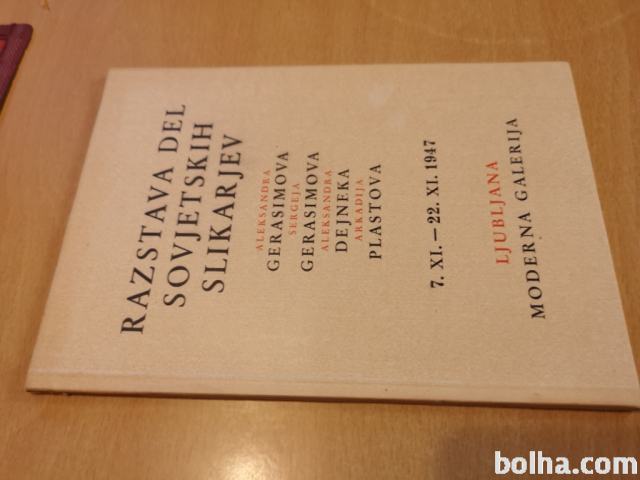 RAZSTAVA DEL
SOVJETSKIH
SLIKARJEV
ALEKSANDRA
GERASIMOVA
SERGEJA
GERASIMOVA
ALEKSANDRA
DEJNEKA
ARKADIJA
PLASTOVA
7. XI. – 22. XI. 1947
LJUBLJANA
MODERNA GALERIJA
bolha.com